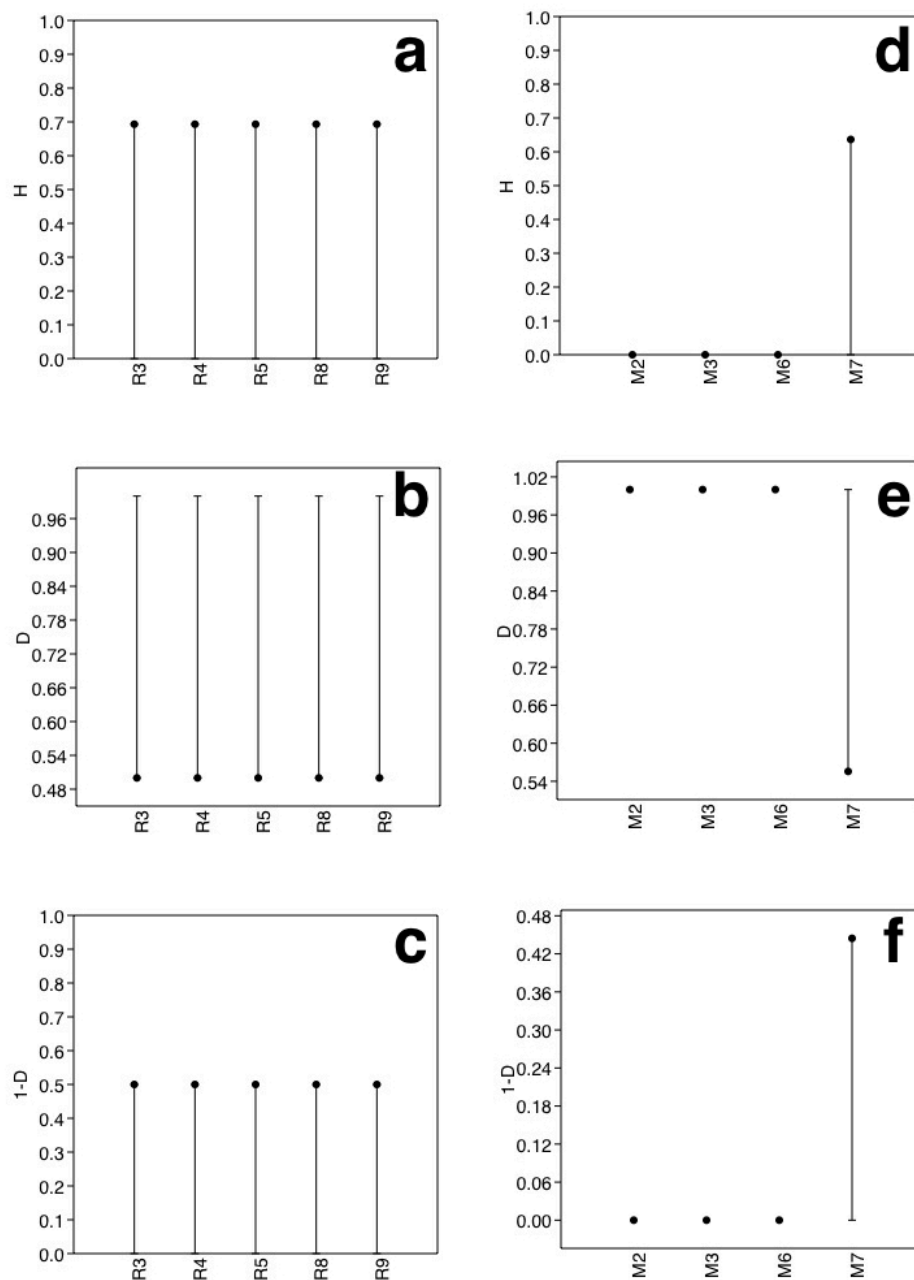 a
1.0
0.9
0.8
0.7
0.6
0.5
0.4
0.3
0.2
0.1
0.0
H
R3
R4
R5
R8
R9
d
1.0
0.9
0.8
0.7
0.6
0.5
0.4
0.3
0.2
0.1
0.0
H
M2
M3
M6
M7
b
0.96
0.90
0.84
0.78
0.72
0.66
0.60
0.54
0.48
D
R3
R4
R5
R8
R9
e
1.02
0.96
0.90
0.84
0.78
0.72
0.66
0.60
0.54
D
M2
M3
M6
M7
c
1.0
0.9
0.8
0.7
0.6
0.5
0.4
0.3
0.2
0.1
0.0
1-D
R3
R4
R5
R8
R9
f
0.48
0.42
0.36
0.30
0.24
0.18
0.12
0.06
0.00
1-D
M2
M3
M6
M7